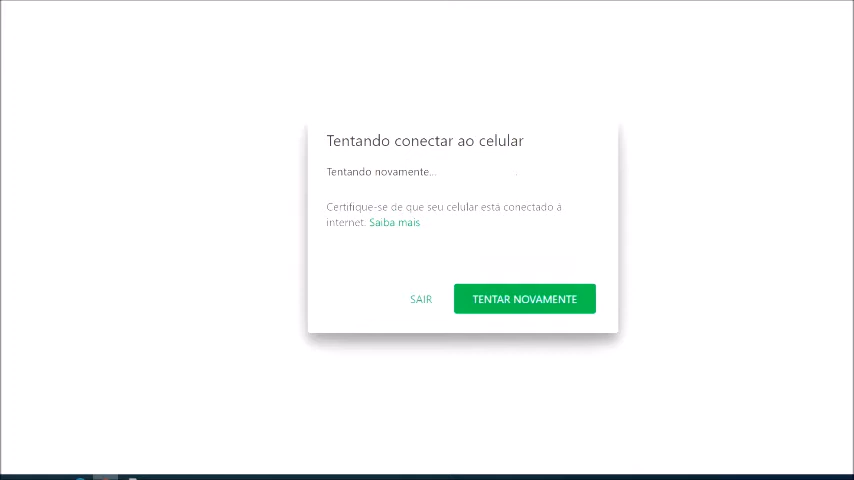 Tentando conectar ao celular
Tentando novamente...
Certifique-se de que seu celular está conectado à
internet. Saiba mais
SAIR
TENTAR NOVAMENTE